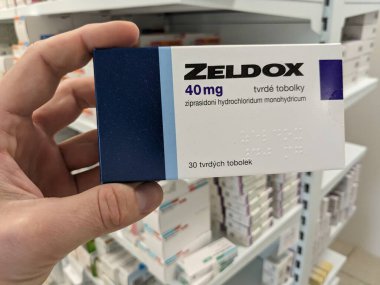 ZELDOX
40 mg tvrdé tobolky
ziprasidoni hydrochloridum monohydricum
30 tvrdých tobolek